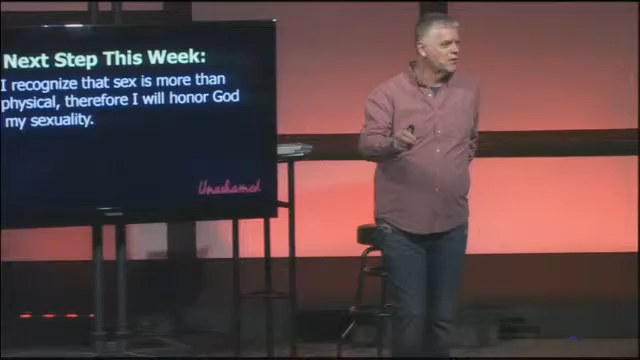 Next Step This Week:
I recognize that sex is more than
physical, therefore I will honor God
my sexuality.
Unashamed